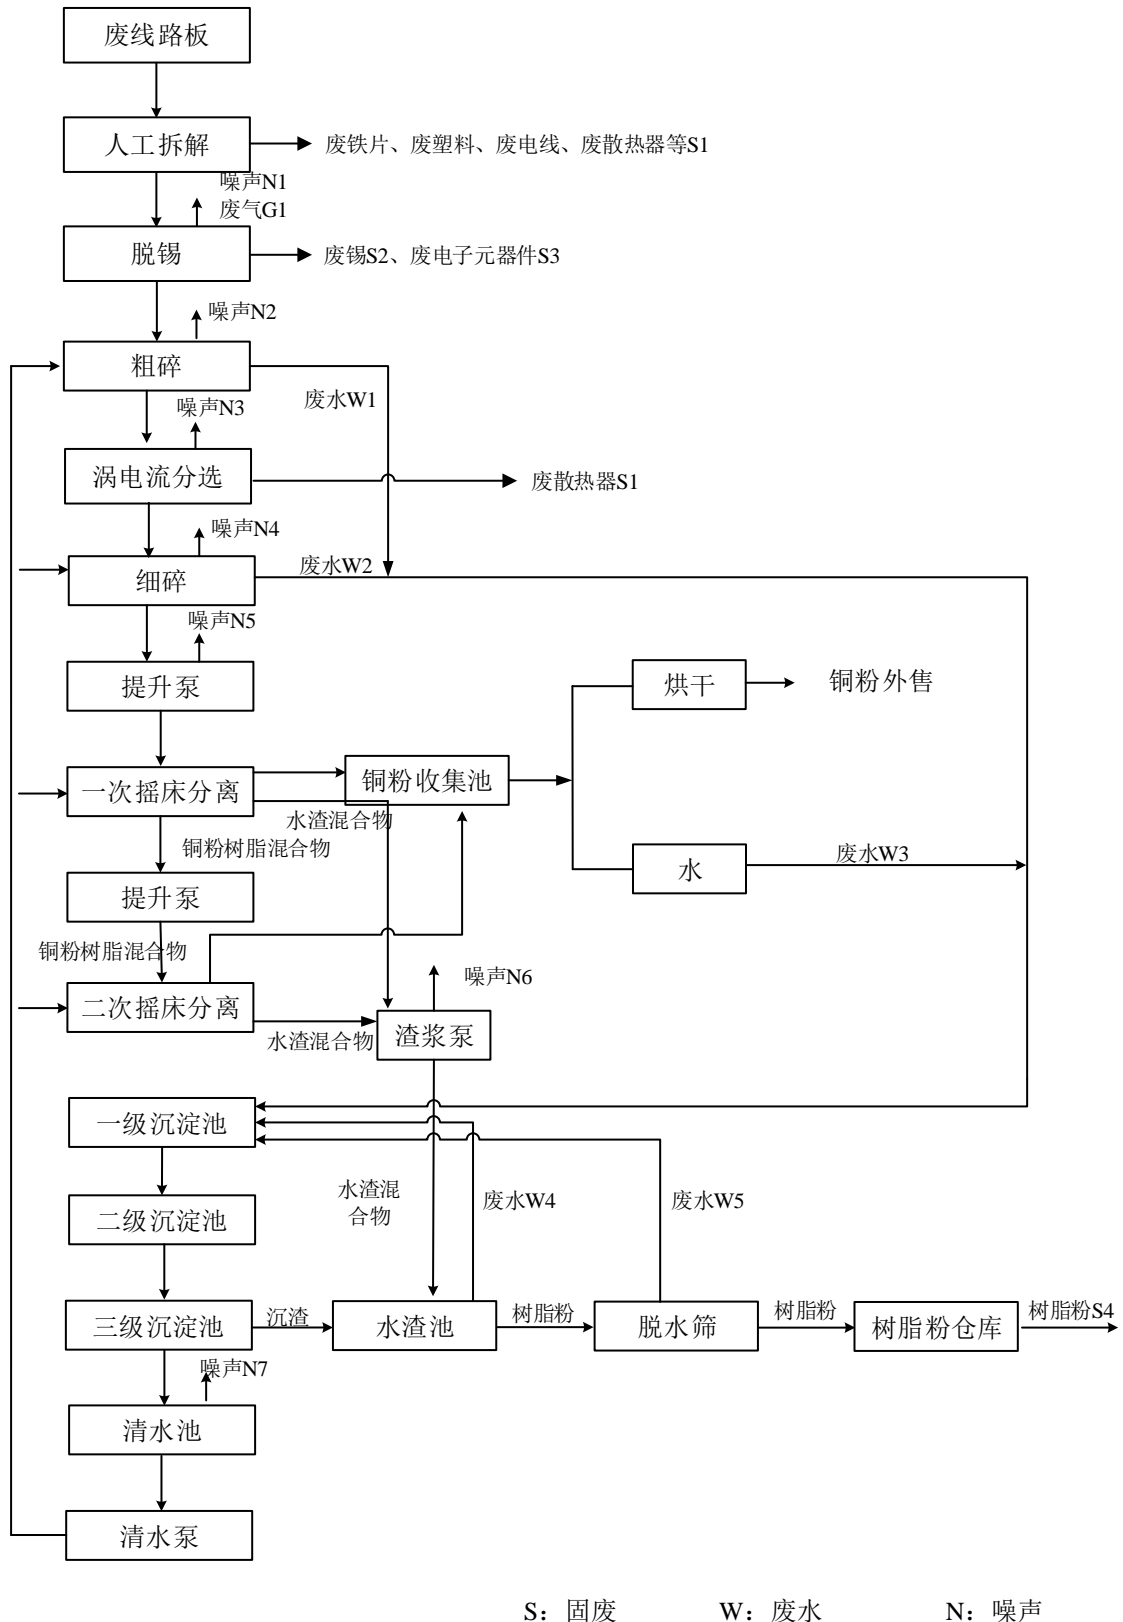 废线路板
人工拆解
废铁片、废塑料、废电线、废散热器等S1
噪声N1
废气G1
脱锡
废锡S2、废电子元器件S3
噪声N2
粗碎
废水W1
噪声N3
涡电流分选
废散热器S1
噪声N4
废水W2
细碎
噪声N5
提升泵
烘干
铜粉外售
一次摇床分离
铜粉收集池
水渣混合物
铜粉树脂混合物
水
废水W3
提升泵
铜粉树脂混合物
噪声N6
二次摇床分离
水渣混合物
渣浆泵
一级沉淀池
水渣混
合物
废水W4
废水W5
二级沉淀池
三级沉淀池
沉渣
水渣池
树脂粉
脱水筛
树脂粉
树脂粉仓库
树脂粉S4
噪声N7
清水池
清水泵
S：固废 W：废水 N：噪声